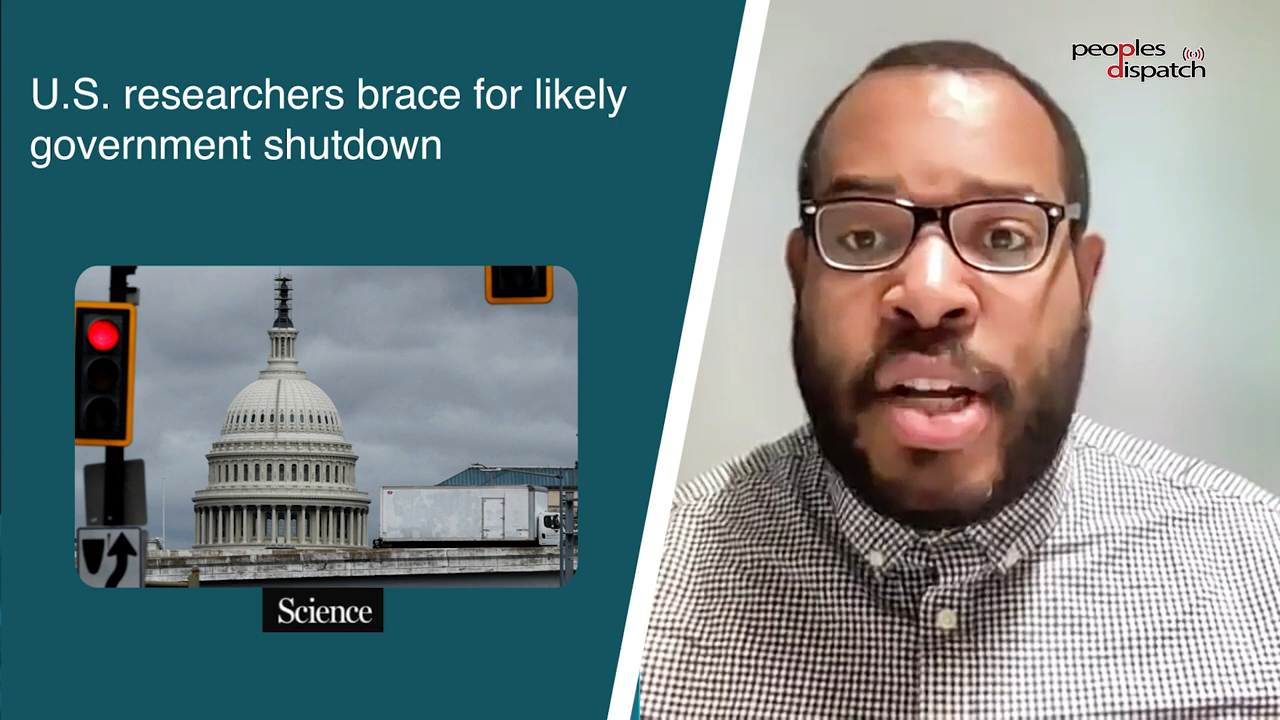 U.S. researchers brace for likely
government shutdown
Science
peoples
dispatch